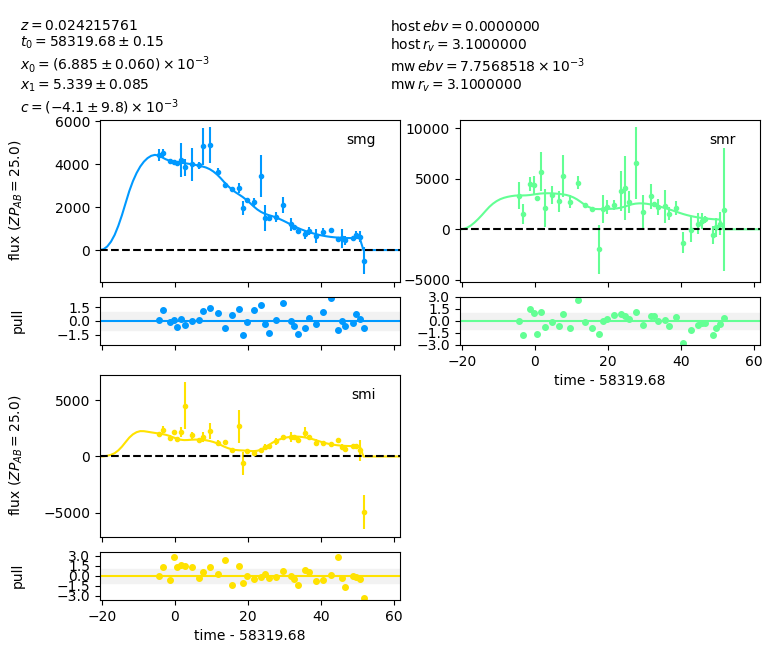 z = 0.024215761
t₀ = 58319.68 ± 0.15
x₀ = (6.885 ± 0.060) × 10⁻³
x₁ = 5.339 ± 0.085
c = (−4.1 ± 9.8) × 10⁻³
host ebv = 0.0000000
host r_v = 3.1000000
mw ebv = 7.7568518 × 10⁻³
mw r_v = 3.1000000
smg
flux (ZP_AB = 25.0)
6000
4000
2000
0
pull
1.5
0.0
−1.5
smr
10000
5000
0
−5000
3.0
1.5
0.0
−1.5
−3.0
−20 0 20 40 60
time - 58319.68
smi
flux (ZP_AB = 25.0)
5000
0
−5000
pull
3.0
1.5
0.0
−1.5
−3.0
−20 0 20 40 60
time - 58319.68